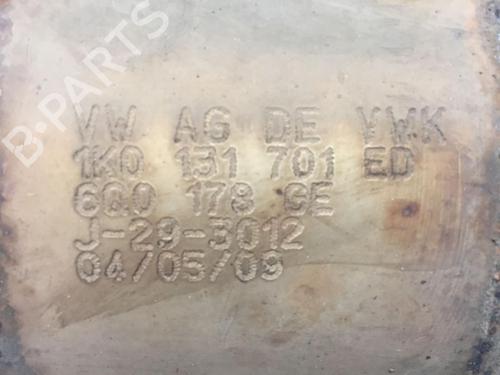 B-PARTS
VW AG DE VWK
1K0 131 701 ED
6Q0 178 GE
J-29-3012
04/05/09